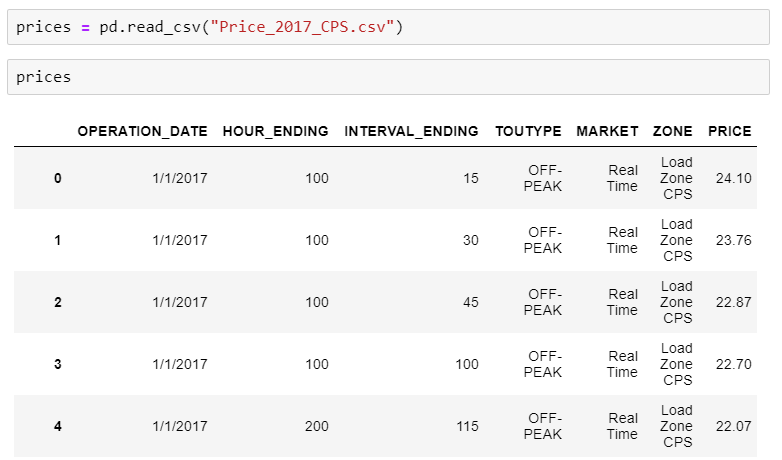 prices = pd.read_csv("Price_2017_CPS.csv")
prices
OPERATION_DATE HOUR_ENDING INTERVAL_ENDING TOUTYPE MARKET ZONE PRICE
0 1/1/2017 100 15 OFF-PEAK Real Time Load Zone CPS 24.10
1 1/1/2017 100 30 OFF-PEAK Real Time Load Zone CPS 23.76
2 1/1/2017 100 45 OFF-PEAK Real Time Load Zone CPS 22.87
3 1/1/2017 100 100 OFF-PEAK Real Time Load Zone CPS 22.70
4 1/1/2017 200 115 OFF-PEAK Real Time Load Zone CPS 22.07